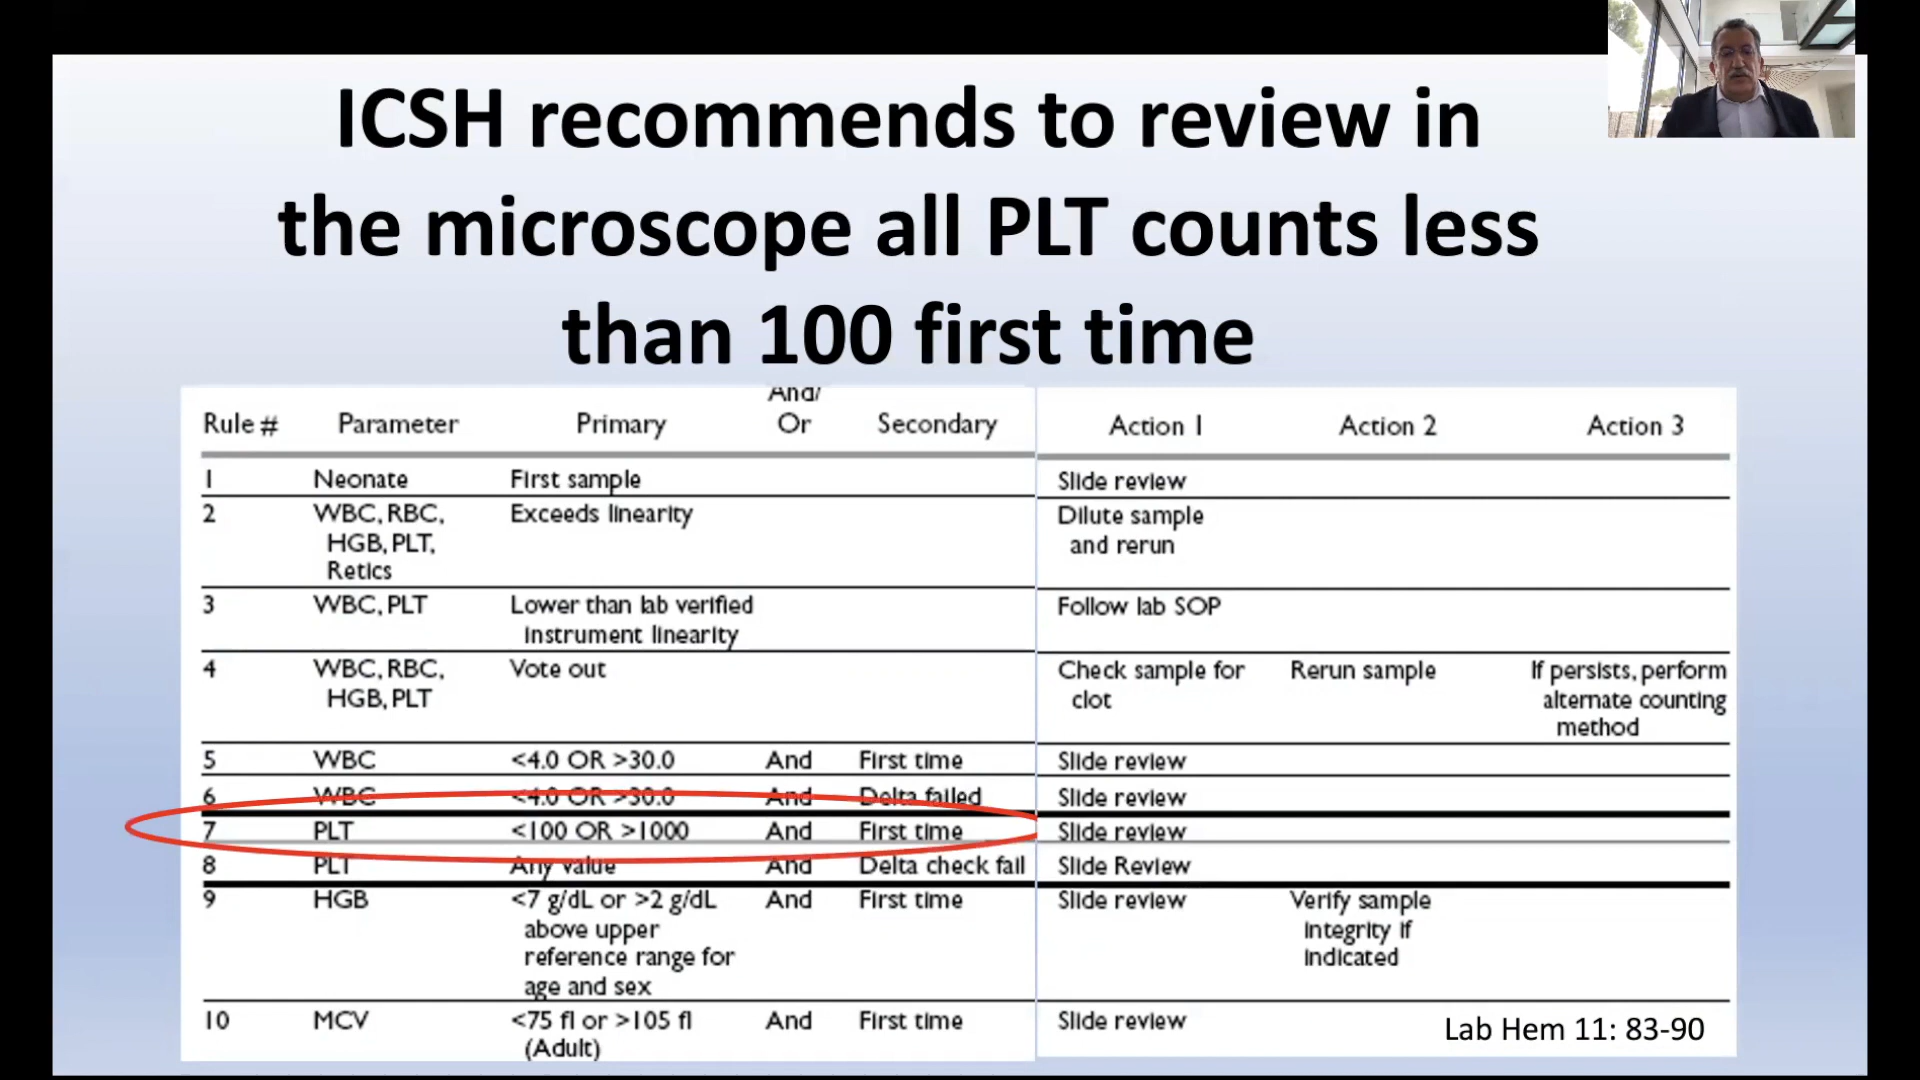 ICSH recommends to review in
the microscope all PLT counts less
than 100 first time
And/
Rule # Parameter Primary Or Secondary Action 1 Action 2 Action 3
1 Neonate First sample Slide review
2 WBC, RBC, Exceeds linearity Dilute sample
HGB, PLT, and rerun
Retics
3 WBC, PLT Lower than lab verified Follow lab SOP
instrument linearity
4 WBC, RBC, Vote out Check sample for Rerun sample If persists, perform
HGB, PLT clot alternate counting
method
5 WBC <4.0 OR >30.0 And First time Slide review
6 WBC <4.0 OR >30.0 And Delta failed Slide review
7 PLT <100 OR >1000 And First time Slide review
8 PLT Any value And Delta check fail Slide Review
9 HGB <7 g/dL or >2 g/dL And First time Slide review Verify sample
above upper integrity if
reference range for indicated
age and sex
10 MCV <75 fl or >105 fl And First time Slide review
(Adult)
Lab Hem 11: 83-90